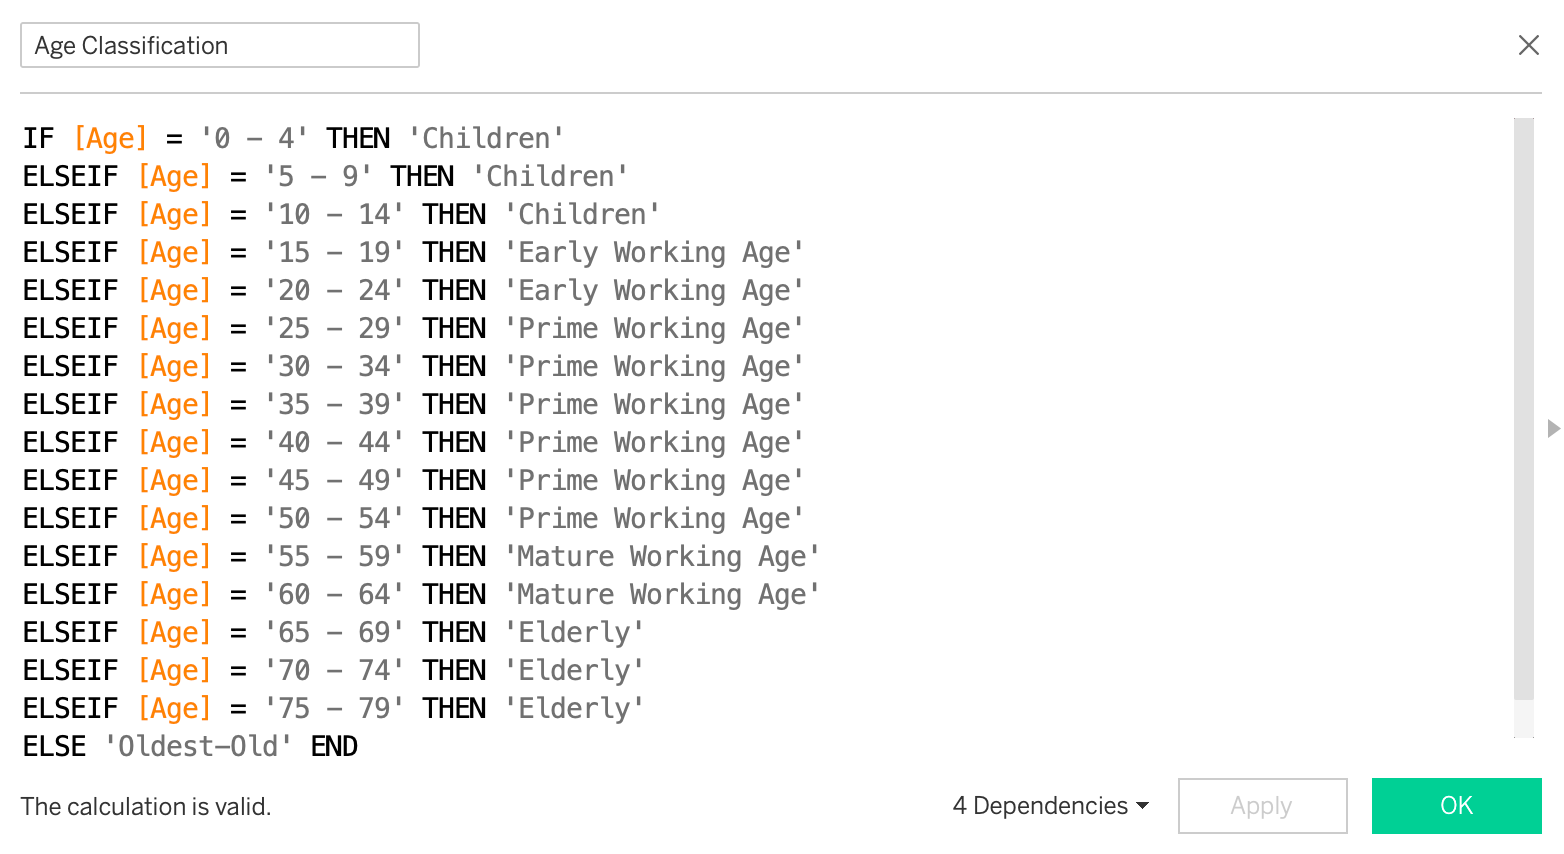 Age Classification
IF [Age] = '0 – 4' THEN 'Children'
ELSEIF [Age] = '5 – 9' THEN 'Children'
ELSEIF [Age] = '10 – 14' THEN 'Children'
ELSEIF [Age] = '15 – 19' THEN 'Early Working Age'
ELSEIF [Age] = '20 – 24' THEN 'Early Working Age'
ELSEIF [Age] = '25 – 29' THEN 'Prime Working Age'
ELSEIF [Age] = '30 – 34' THEN 'Prime Working Age'
ELSEIF [Age] = '35 – 39' THEN 'Prime Working Age'
ELSEIF [Age] = '40 – 44' THEN 'Prime Working Age'
ELSEIF [Age] = '45 – 49' THEN 'Prime Working Age'
ELSEIF [Age] = '50 – 54' THEN 'Prime Working Age'
ELSEIF [Age] = '55 – 59' THEN 'Mature Working Age'
ELSEIF [Age] = '60 – 64' THEN 'Mature Working Age'
ELSEIF [Age] = '65 – 69' THEN 'Elderly'
ELSEIF [Age] = '70 – 74' THEN 'Elderly'
ELSEIF [Age] = '75 – 79' THEN 'Elderly'
ELSE 'Oldest–Old' END
The calculation is valid.
4 Dependencies
Apply
OK